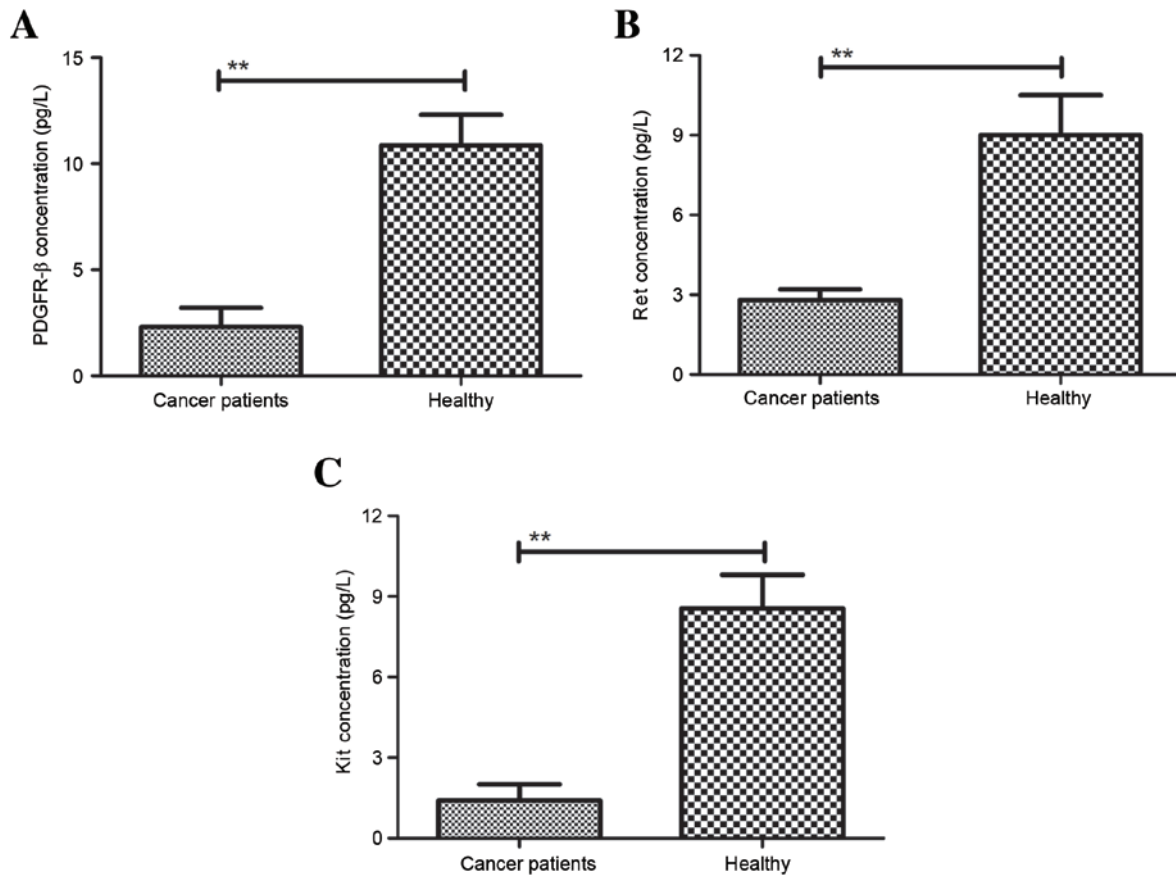 A
PDGFR-β concentration (pg/L)
15
10
5
0
**
Cancer patients
Healthy
B
Ret concentration (pg/L)
12
9
6
3
0
**
Cancer patients
Healthy
C
Kit concentration (pg/L)
12
9
6
3
0
**
Cancer patients
Healthy